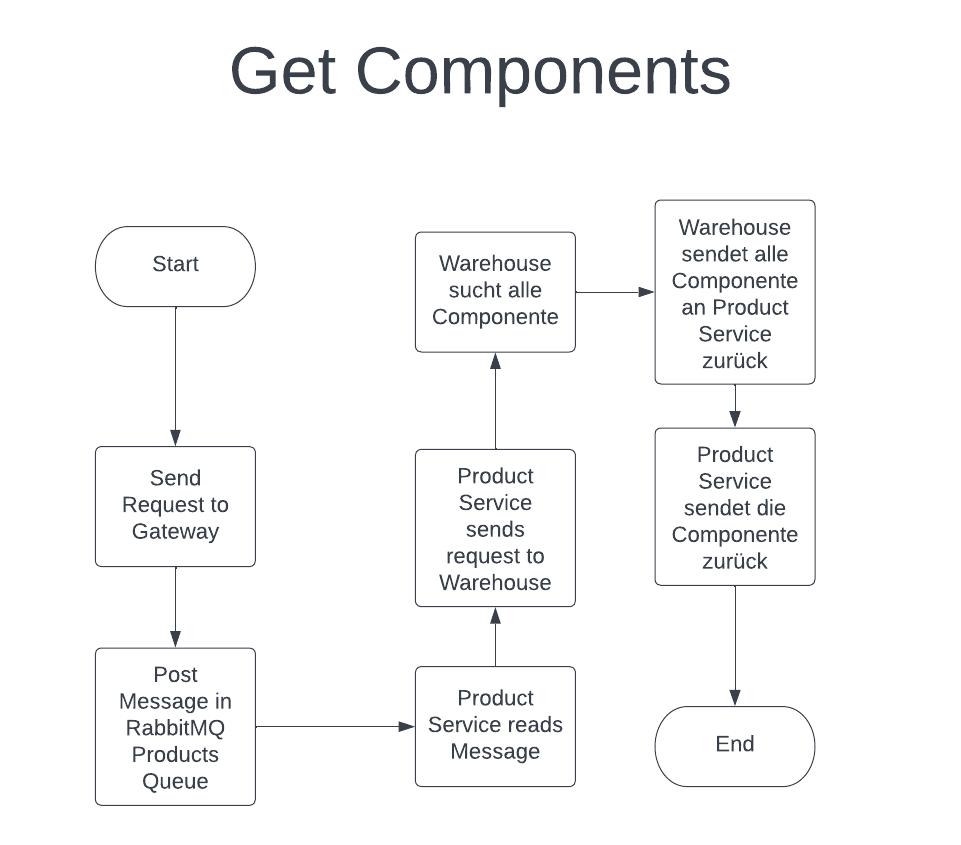 Get Components
Start
Send
Request to
Gateway
Post
Message in
RabbitMQ
Products
Queue
Product
Service reads
Message
Product
Service
sends
request to
Warehouse
Warehouse
sucht alle
Componente
Warehouse
sendet alle
Componente
an Product
Service
zurück
Product
Service
sendet die
Componente
zurück
End